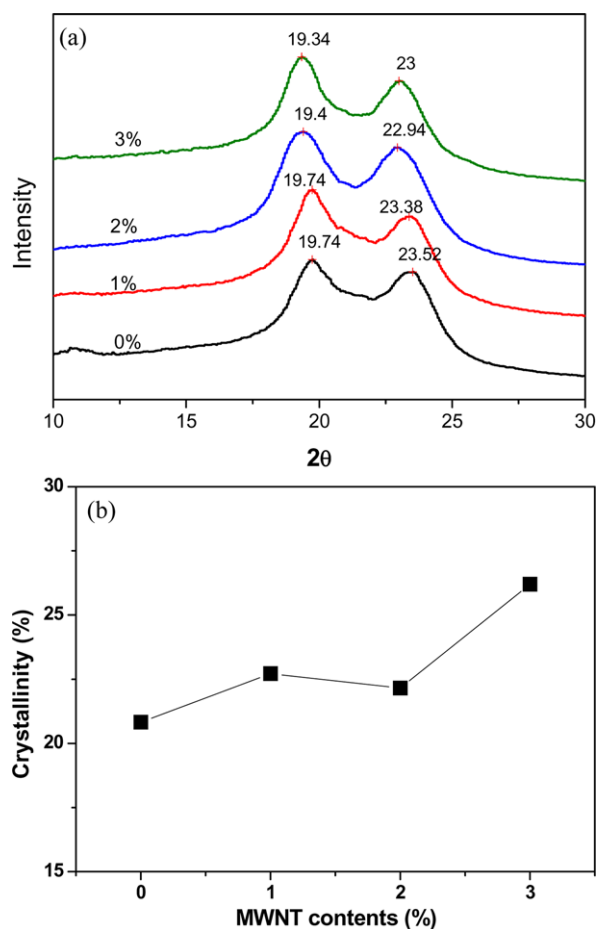 (a)
19.34
23
3%
19.4
22.94
2%
19.74
23.38
1%
19.74
23.52
0%
Intensity
10 15 20 25 30
2θ
(b)
30
25
20
15
Crystallinity (%)
0 1 2 3
MWNT contents (%)